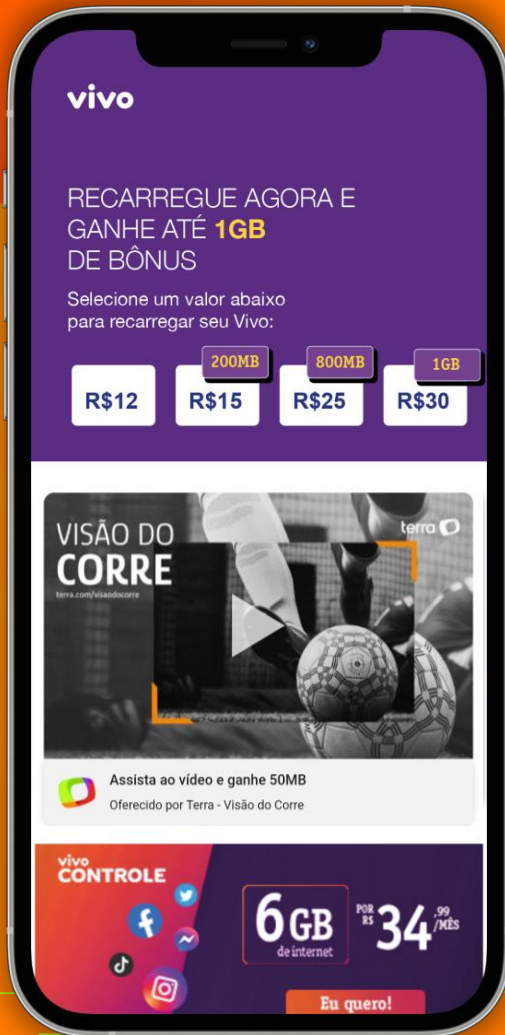 vivo
RECARREGUE AGORA E
GANHE ATÉ 1GB
DE BÔNUS
Selecione um valor abaixo
para recarregar seu Vivo:
200MB
800MB
1GB
R$12
R$15
R$25
R$30
VISÃO DO
CORRE
terra.com/visaodocorre
terra
Assista ao vídeo e ganhe 50MB
Oferecido por Terra - Visão do Corre
vivo
CONTROLE
6GB
de internet
POR
R$ 34,99
/MÊS
Eu quero!